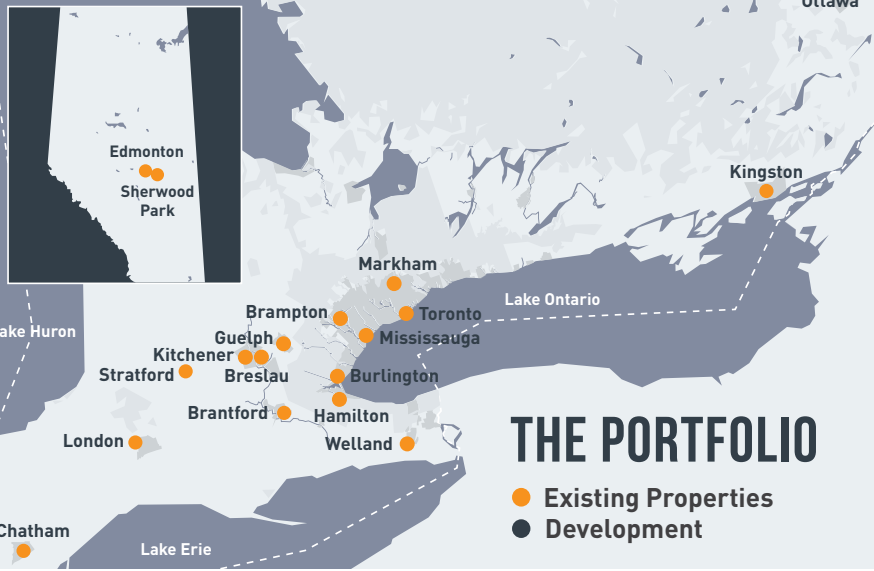 Ottawa
Edmonton
Sherwood
Park
Kingston
Markham
Lake Ontario
Brampton
Toronto
ake Huron
Guelph
Mississauga
Kitchener
Stratford
Breslau
Burlington
Brantford
Hamilton
London
Welland
THE PORTFOLIO
Existing Properties
Development
Chatham
Lake Erie